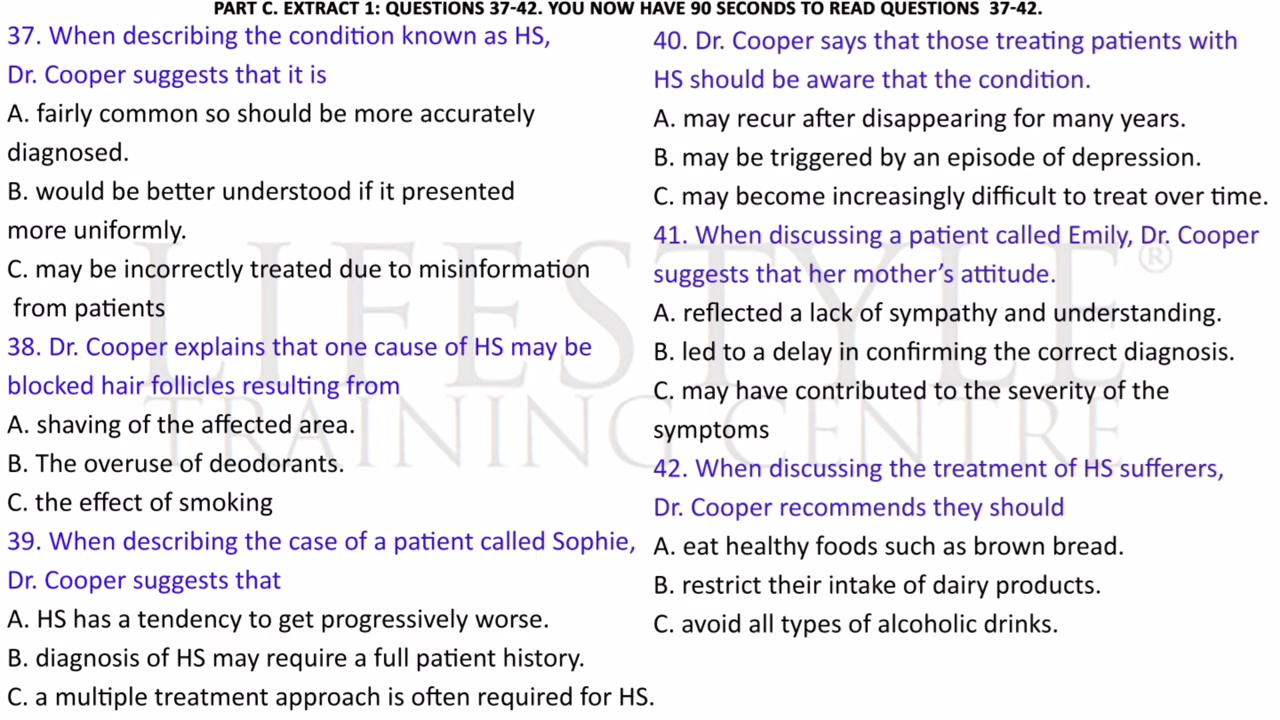 PART C. EXTRACT 1: QUESTIONS 37-42. YOU NOW HAVE 90 SECONDS TO READ QUESTIONS 37-42.
37. When describing the condition known as HS,
Dr. Cooper suggests that it is
A. fairly common so should be more accurately
diagnosed.
B. would be better understood if it presented
more uniformly.
C. may be incorrectly treated due to misinformation
from patients
38. Dr. Cooper explains that one cause of HS may be
blocked hair follicles resulting from
A. shaving of the affected area.
B. The overuse of deodorants.
C. the effect of smoking
39. When describing the case of a patient called Sophie,
Dr. Cooper suggests that
A. HS has a tendency to get progressively worse.
B. diagnosis of HS may require a full patient history.
C. a multiple treatment approach is often required for HS.
40. Dr. Cooper says that those treating patients with
HS should be aware that the condition.
A. may recur after disappearing for many years.
B. may be triggered by an episode of depression.
C. may become increasingly difficult to treat over time.
41. When discussing a patient called Emily, Dr. Cooper
suggests that her mother's attitude.
A. reflected a lack of sympathy and understanding.
B. led to a delay in confirming the correct diagnosis.
C. may have contributed to the severity of the
symptoms
42. When discussing the treatment of HS sufferers,
Dr. Cooper recommends they should
A. eat healthy foods such as brown bread.
B. restrict their intake of dairy products.
C. avoid all types of alcoholic drinks.
LIFESTYLE ®
TRAINING CENTRE